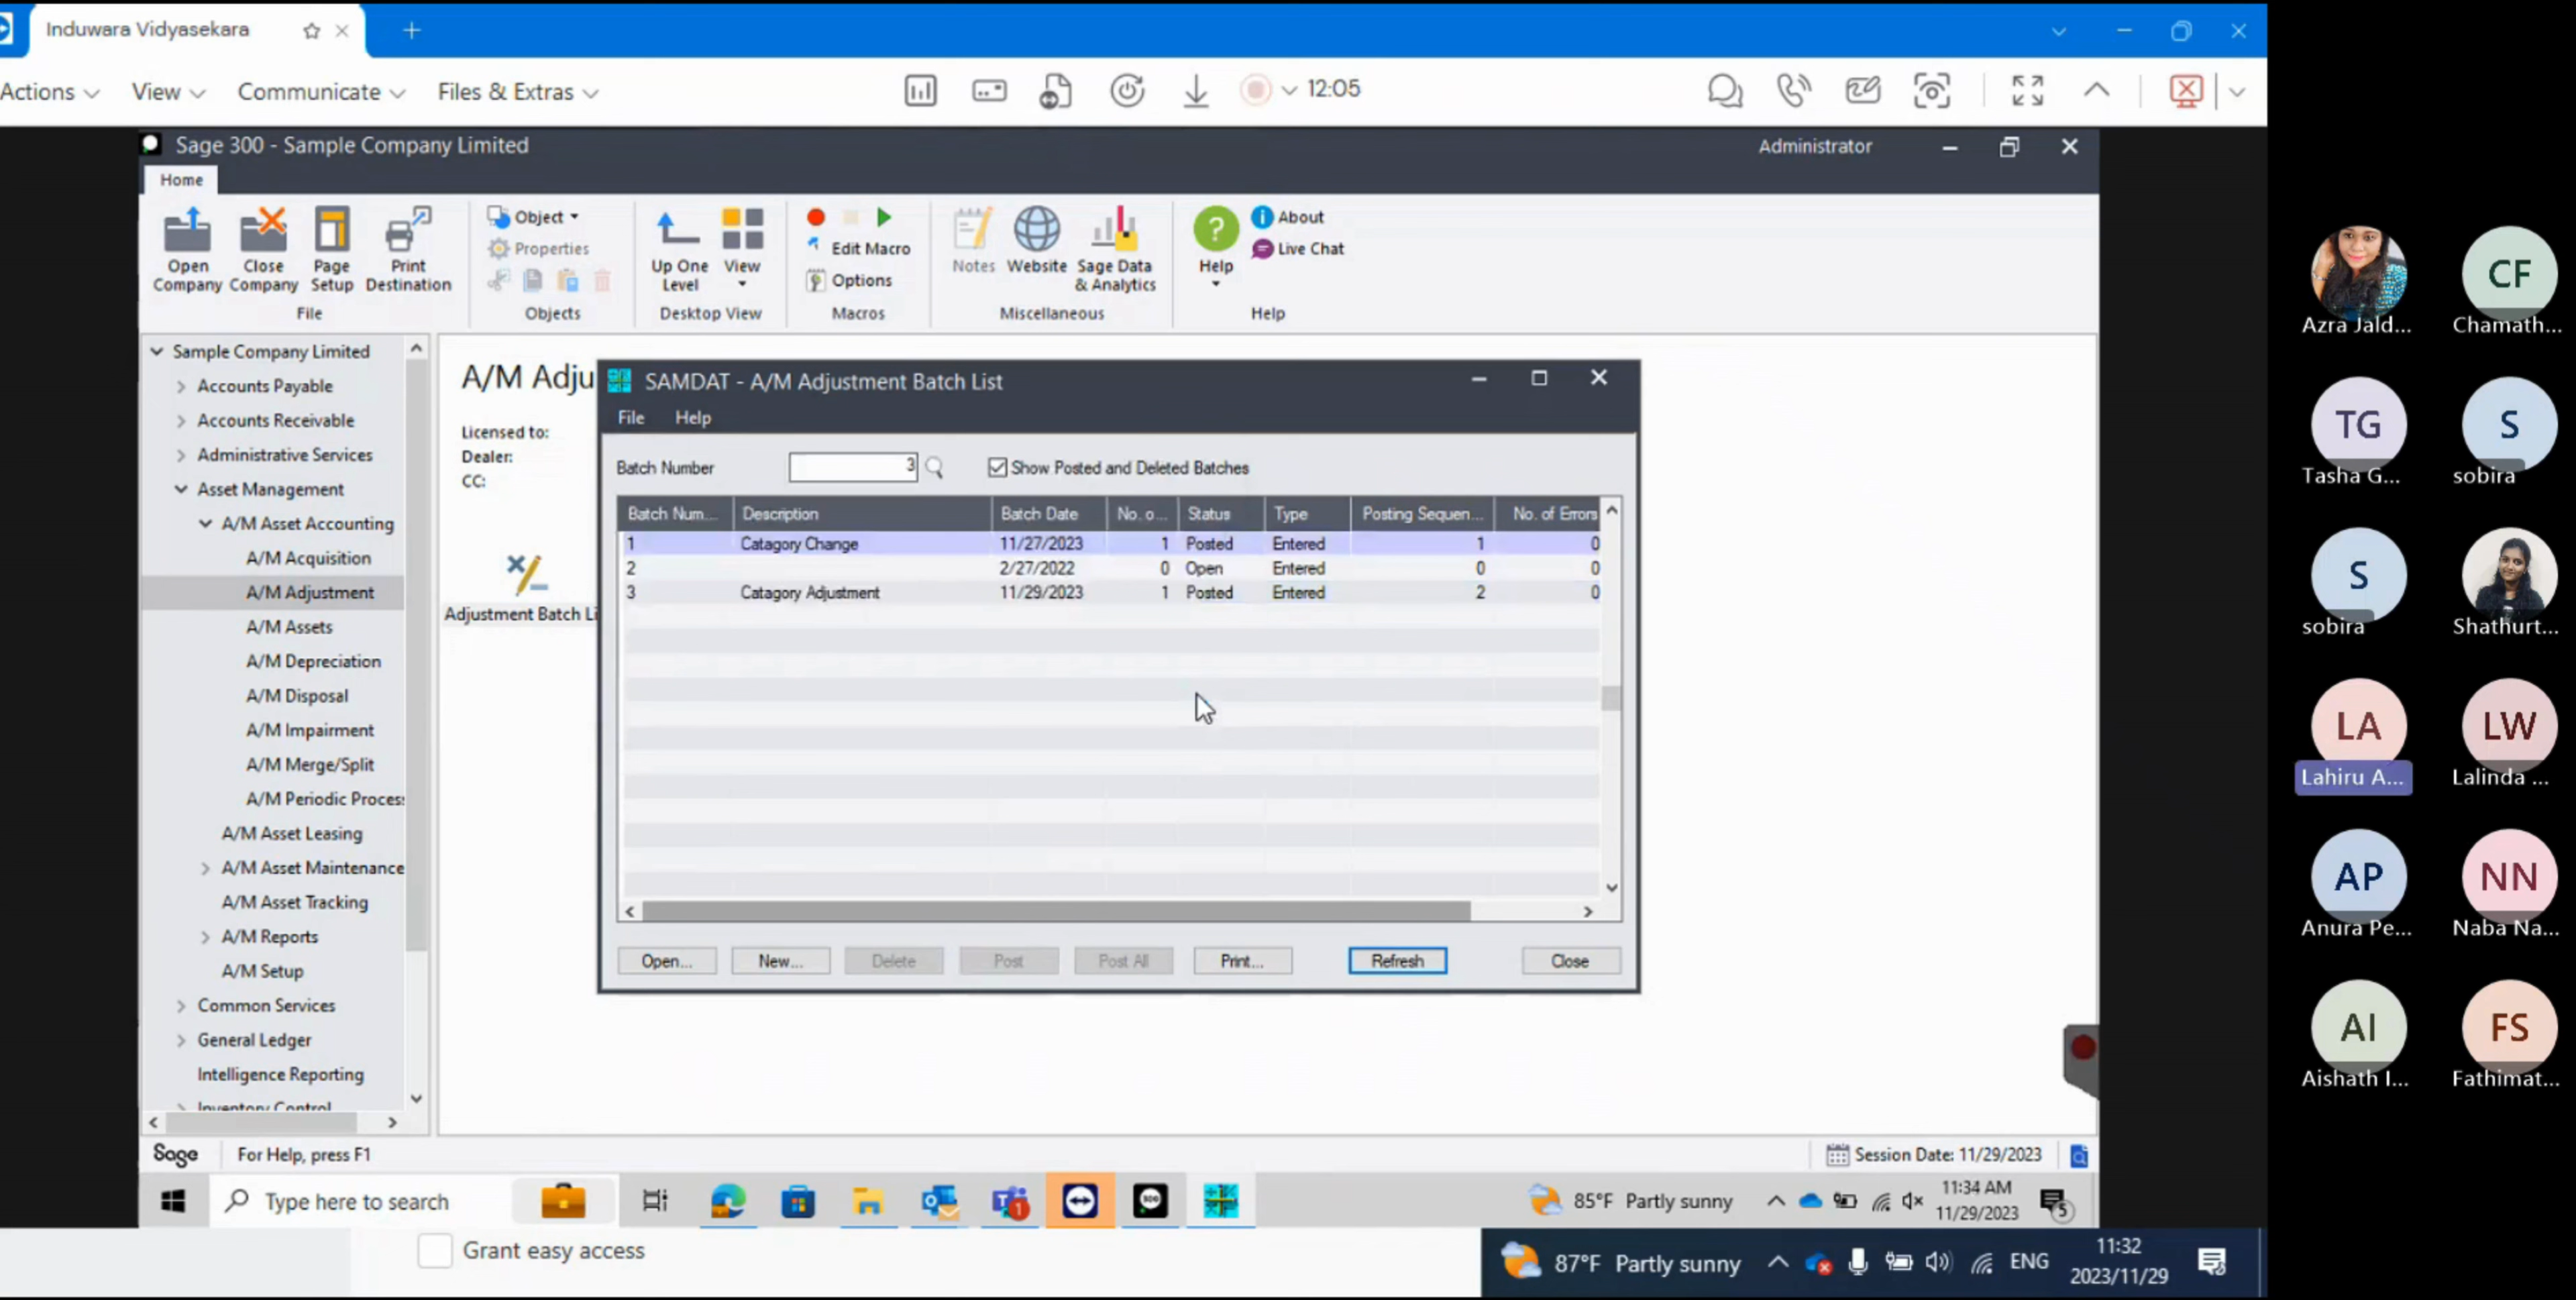 Induwara Vidyasekara
Actions View Communicate Files & Extras 12:05
Sage 300 - Sample Company Limited Administrator
Home
Open Company
Close Company
Page Setup
Print Destination
File
Object
Properties
Objects
Up One Level
View
Desktop View
Edit Macro
Options
Macros
Notes
Website
Sage Data & Analytics
Miscellaneous
Help
About
Live Chat
Help
Sample Company Limited
Accounts Payable
Accounts Receivable
Administrative Services
Asset Management
A/M Asset Accounting
A/M Acquisition
A/M Adjustment
A/M Assets
A/M Depreciation
A/M Disposal
A/M Impairment
A/M Merge/Split
A/M Periodic Proces
A/M Asset Leasing
A/M Asset Maintenance
A/M Asset Tracking
A/M Reports
A/M Setup
Common Services
General Ledger
Intelligence Reporting
Inventory Control
A/M Adju
Licensed to:
Dealer:
CC:
Adjustment Batch Li
SAMDAT - A/M Adjustment Batch List
File Help
Batch Number 3 Show Posted and Deleted Batches
Batch Num... Description Batch Date No. o... Status Type Posting Sequen... No. of Errors
1 Catagory Change 11/27/2023 1 Posted Entered 1 0
2 2/27/2022 0 Open Entered 0 0
3 Catagory Adjustment 11/29/2023 1 Posted Entered 2 0
Open... New... Delete Post Post All Print... Refresh Close
Sage For Help, press F1 Session Date: 11/29/2023
Type here to search 1 300 85°F Partly sunny 11:34 AM
11/29/2023 5
Grant easy access
87°F Partly sunny ENG 11:32
2023/11/29
Azra Jald...
CF
Chamath...
TG
Tasha G...
S
sobira
S
sobira
Shathurt...
LA
Lahiru A...
LW
Lalinda ...
AP
Anura Pe...
NN
Naba Na...
AI
Aishath I...
FS
Fathimat...